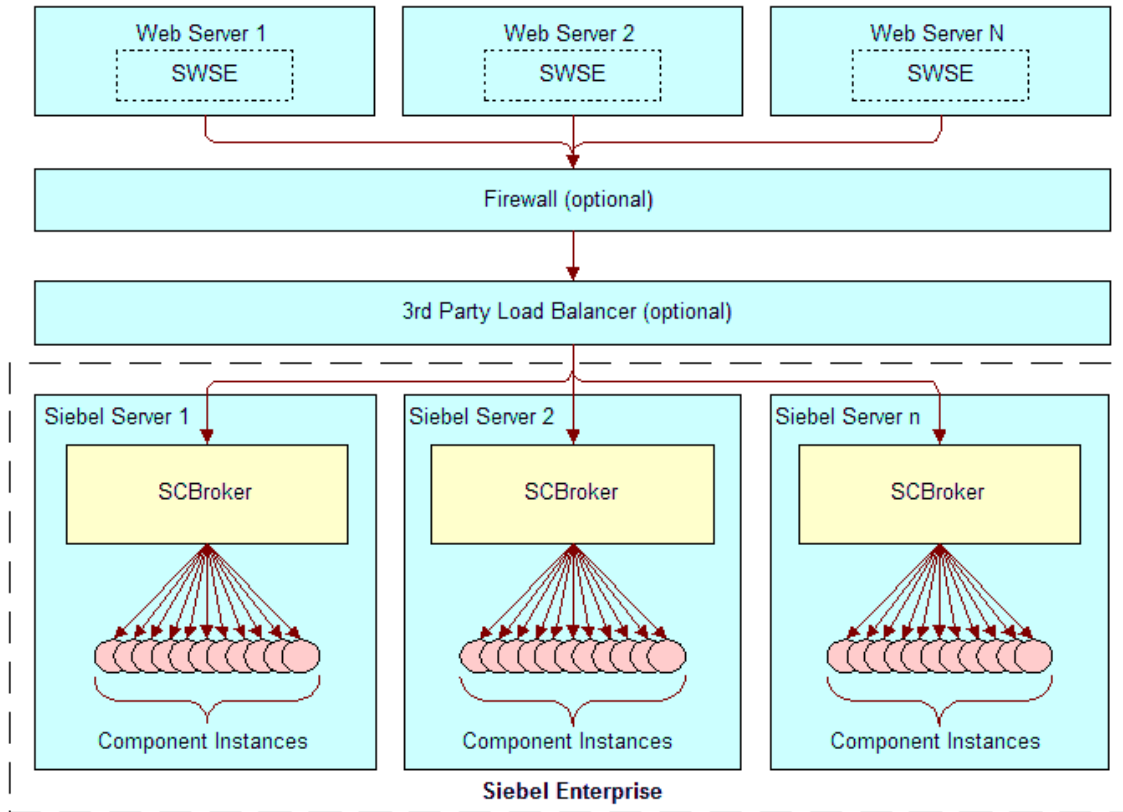 Web Server 1
Web Server 2
Web Server N
SWSE
SWSE
SWSE
Firewall (optional)
3rd Party Load Balancer (optional)
Siebel Server 1
Siebel Server 2
Siebel Server n
SCBroker
SCBroker
SCBroker
Component Instances
Component Instances
Component Instances
Siebel Enterprise